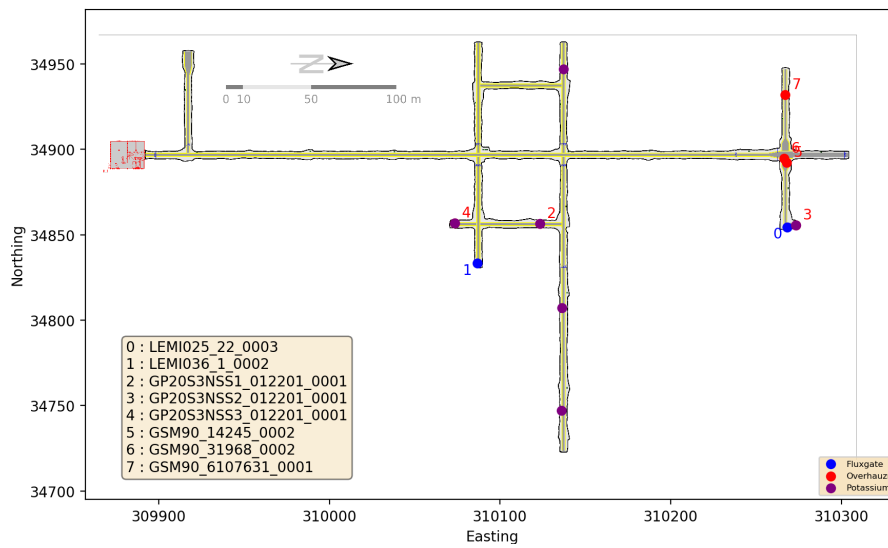 34950
34900
34850
34800
34750
34700
Northing
N
0 10 50 100 m
7
6
4
2
3
0
1
0 : LEMI025_22_0003
1 : LEMI036_1_0002
2 : GP20S3NSS1_012201_0001
3 : GP20S3NSS2_012201_0001
4 : GP20S3NSS3_012201_0001
5 : GSM90_14245_0002
6 : GSM90_31968_0002
7 : GSM90_6107631_0001
Fluxgate
Overhauz
Potassium
309900 310000 310100 310200 310300
Easting